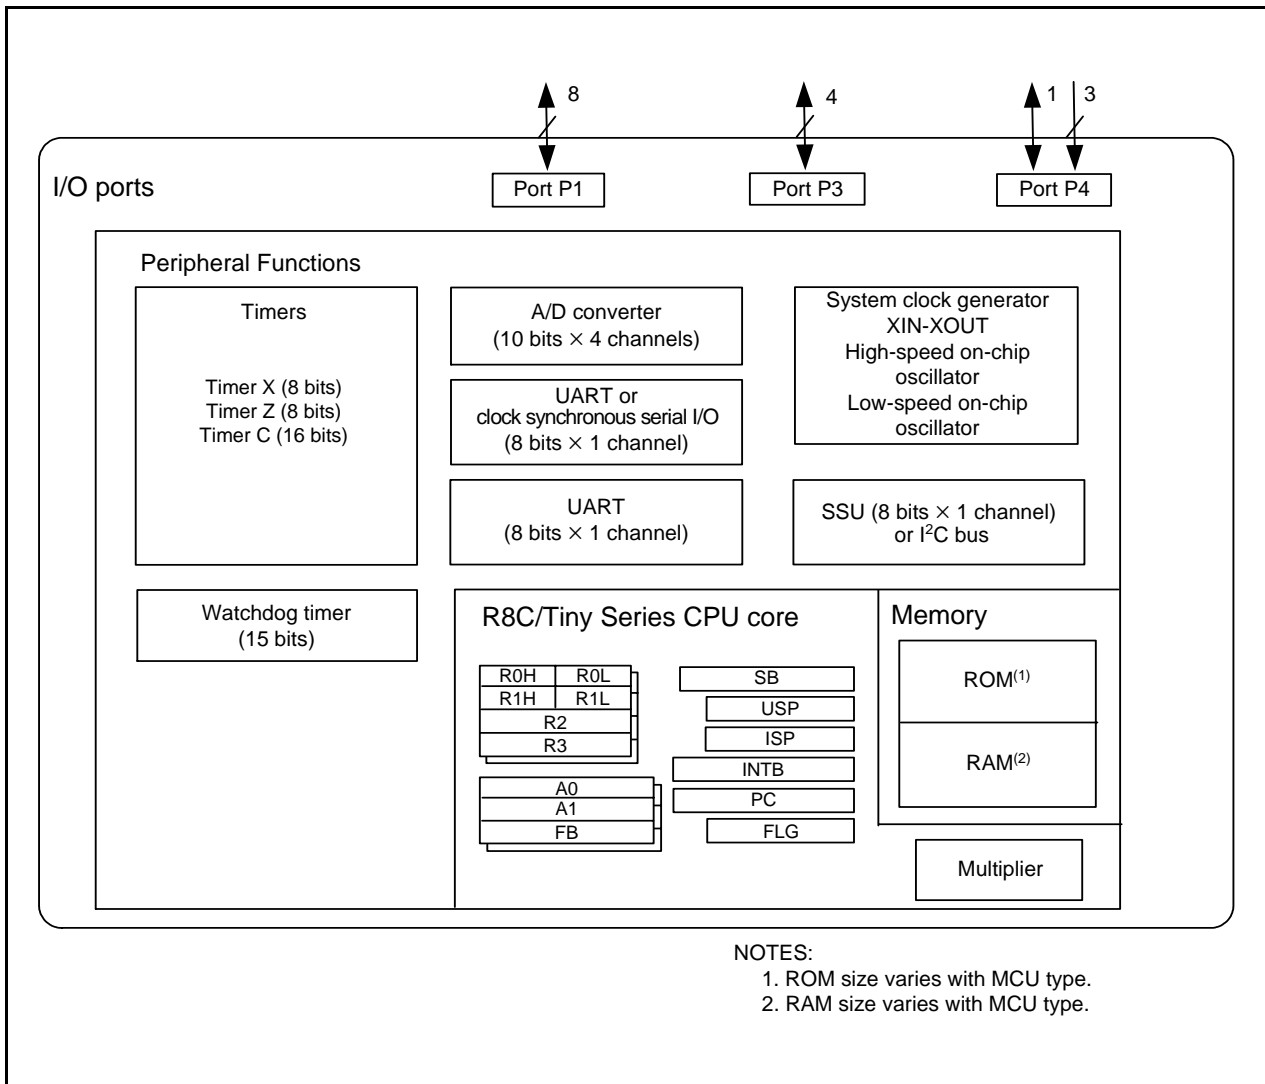 8
4
1
3
I/O ports
Port P1
Port P3
Port P4
Peripheral Functions
Timers
Timer X (8 bits)
Timer Z (8 bits)
Timer C (16 bits)
A/D converter
(10 bits × 4 channels)
UART or
clock synchronous serial I/O
(8 bits × 1 channel)
UART
(8 bits × 1 channel)
System clock generator
XIN-XOUT
High-speed on-chip
oscillator
Low-speed on-chip
oscillator
SSU (8 bits × 1 channel)
or I²C bus
Watchdog timer
(15 bits)
R8C/Tiny Series CPU core
R0H R0L
R1H R1L
R2
R3
A0
A1
FB
SB
USP
ISP
INTB
PC
FLG
Memory
ROM(1)
RAM(2)
Multiplier
NOTES:
1. ROM size varies with MCU type.
2. RAM size varies with MCU type.